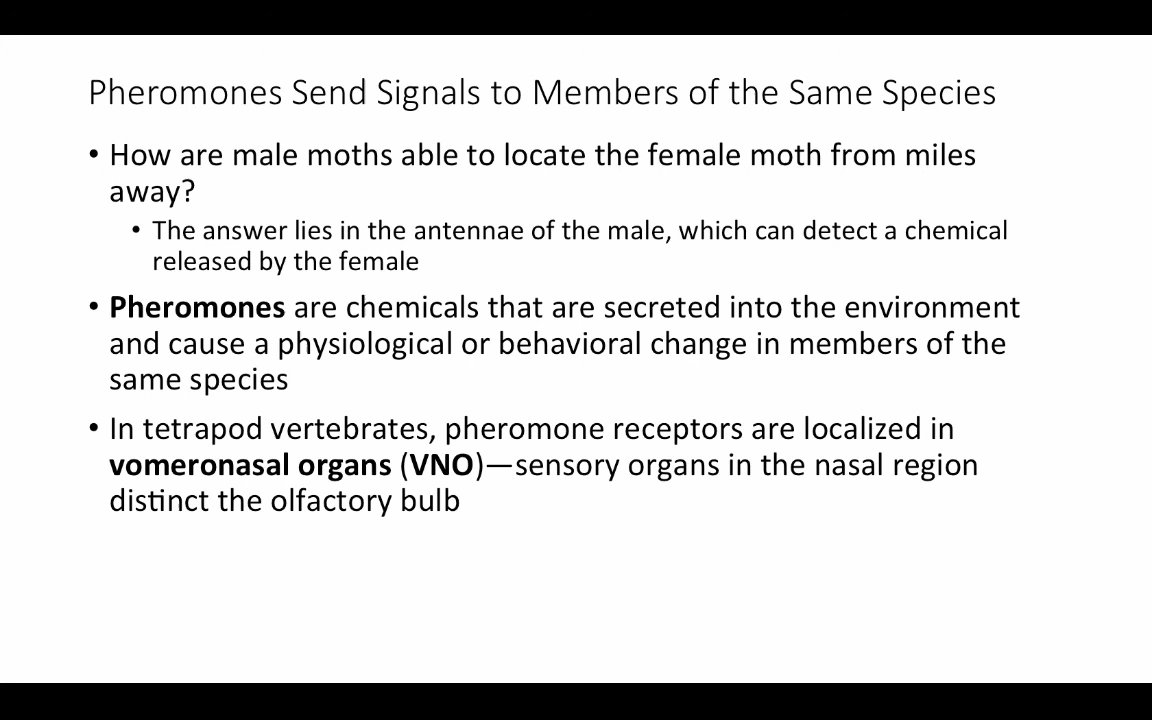 Pheromones Send Signals to Members of the Same Species
• How are male moths able to locate the female moth from miles
away?
• The answer lies in the antennae of the male, which can detect a chemical
released by the female
• Pheromones are chemicals that are secreted into the environment
and cause a physiological or behavioral change in members of the
same species
• In tetrapod vertebrates, pheromone receptors are localized in
vomeronasal organs (VNO)—sensory organs in the nasal region
distinct the olfactory bulb